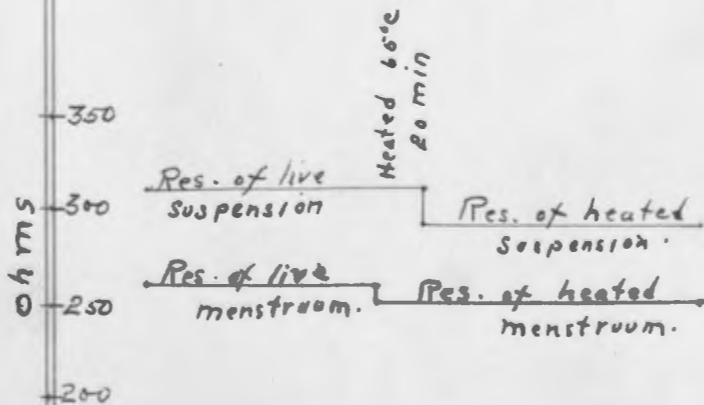 Heated 60°C
20 min
350
300
250
200
ohms
Res. of live
suspension
Res. of heated
suspension.
Res. of live
menstruum.
Res. of heated
menstruum.